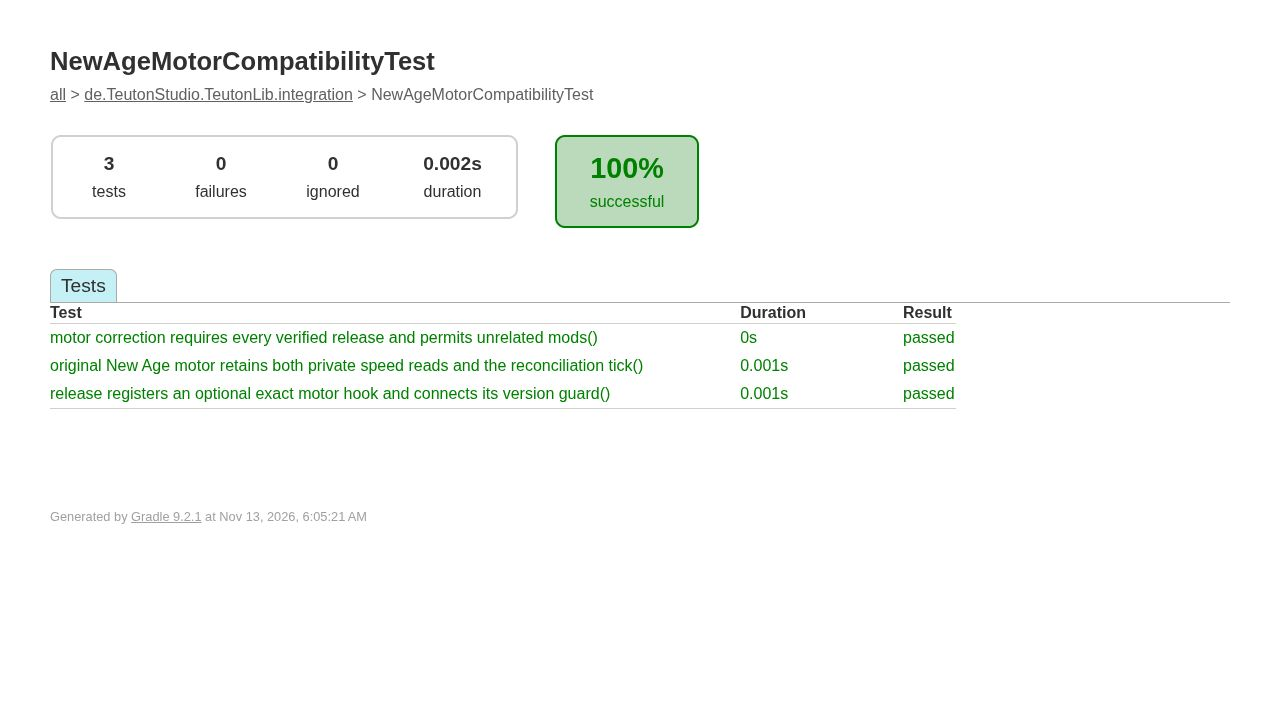 NewAgeMotorCompatibilityTest
all > de.TeutonStudio.TeutonLib.integration > NewAgeMotorCompatibilityTest
3 0 0 0.002s
tests failures ignored duration
100%
successful
Tests
Test Duration Result
motor correction requires every verified release and permits unrelated mods() 0s passed
original New Age motor retains both private speed reads and the reconciliation tick() 0.001s passed
release registers an optional exact motor hook and connects its version guard() 0.001s passed
Generated by Gradle 9.2.1 at Nov 13, 2026, 6:05:21 AM